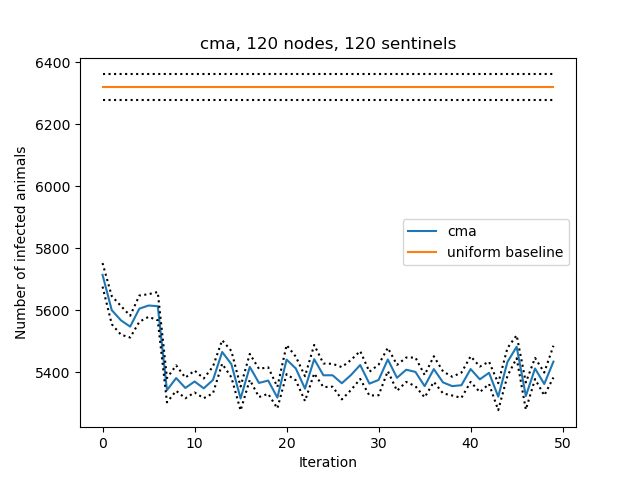 cma, 120 nodes, 120 sentinels
6400
6200
6000
5800
5600
5400
Number of infected animals
cma
uniform baseline
0
10
20
30
40
50
Iteration